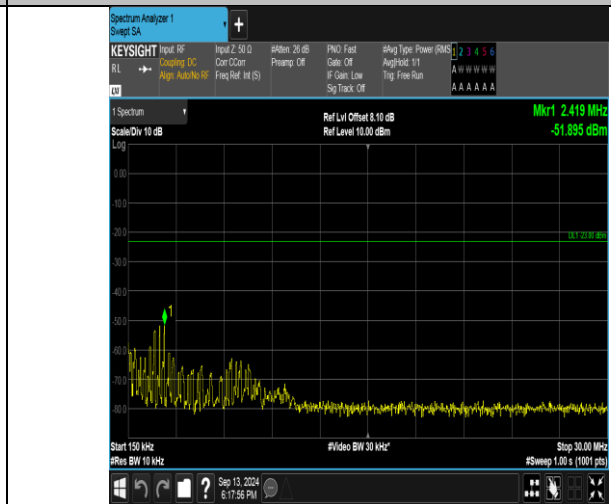 Spectrum Analyzer 1
Swept SA
+
KEYSIGHT Input: RF Input Z: 50 Ω #Atten: 26 dB PNO: Fast #Avg Type: Power (RMS 1 2 3 4 5 6
RL Coupling: DC Corr CCorr Preamp: Off Gate: Off Avg|Hold: 1/1 A W W W W W
Align: Auto/No RF Freq Ref: Int (S) IF Gain: Low Trig: Free Run
Sig Track: Off A A A A A A
LXI
1 Spectrum Ref Lvl Offset 8.10 dB Mkr1 2.419 MHz
Scale/Div 10 dB Ref Level 10.00 dBm -51.895 dBm
Log
0.00
-10.0
-20.0
DL1 -23.00 dBm
-30.0
-40.0
1
-50.0
-60.0
-70.0
-80.0
Start 150 kHz #Video BW 30 kHz* Stop 30.00 MHz
#Res BW 10 kHz #Sweep 1.00 s (1001 pts)
? Sep 13, 2024
6:17:56 PM